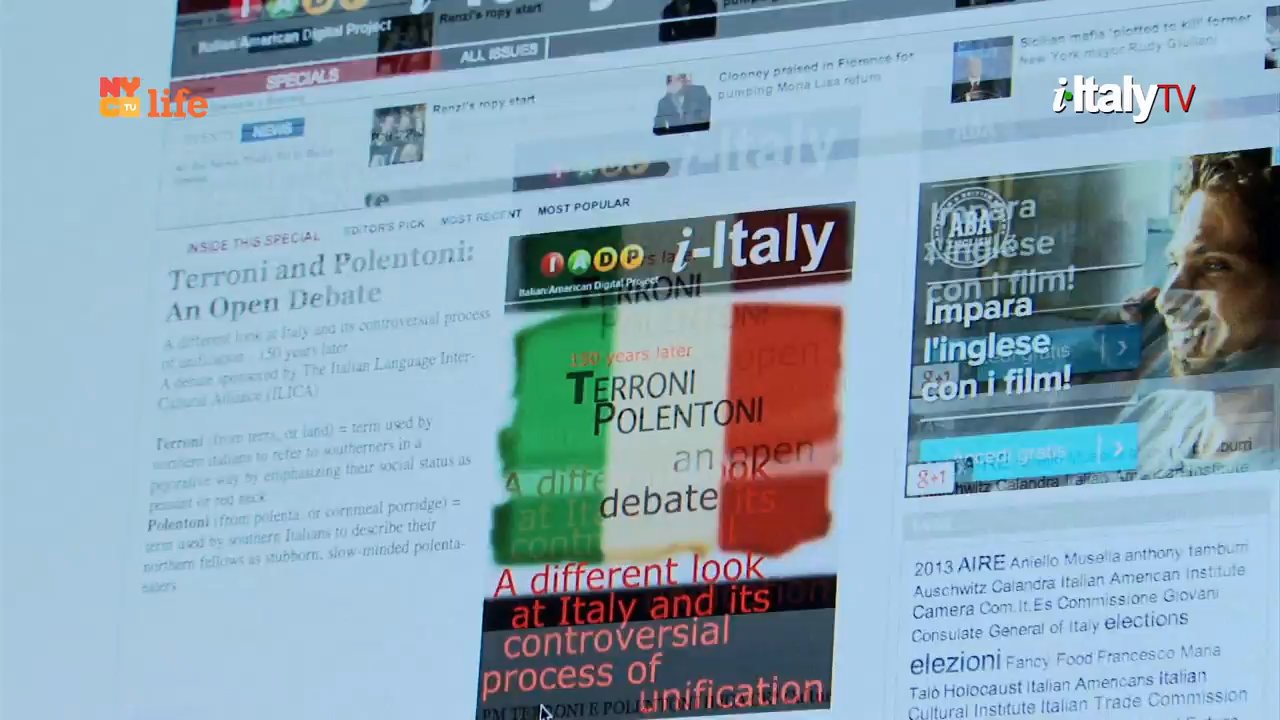 Renzi's ropy start
Italian/American Digital Project
ALL ISSUES
SPECIALS
Sicilian mafia 'plotted to kill' former
New York mayor Rudy Giuliani
Clooney praised in Florence for
pumping Mona Lisa return
Renzi's ropy start
NYC TV life
i-ItalyTV
NEWS
i-Italy
INSIDE THIS SPECIAL
EDITOR'S PICK
MOST RECENT
MOST POPULAR
Terroni and Polentoni:
An Open Debate
A different look at Italy and its controversial process
of unification... 150 years later
A debate sponsored by The Italian Language Inter-
Cultural Alliance (ILICA)
Terroni (from terra, or land) = term used by
northern italians to refer to southerners in a
pejorative way by emphasizing their social status as
peasant or red neck
Polentoni (from polenta, or cornmeal porridge) =
term used by southern Italians to describe their
northern fellows as stubborn, slow-minded polenta-
eaters
IADP i-Italy
Italian/American Digital Project
150 years later
TERRONI
POLENTONI
an open
debate
A different look
at Italy and its
controversial
process of
unification
ABA
ENGLISH
Impara
l'inglese
con i film!
Accedi gratis
g+1
2013 AIRE Aniello Musella anthony tamburri
Auschwitz Calandra Italian American Institute
Camera Com.It.Es Commissione Giovani
Consulate General of Italy elections
elezioni Fancy Food Francesco Maria
Talò Holocaust Italian Americans Italian
Cultural Institute Italian Trade Commission